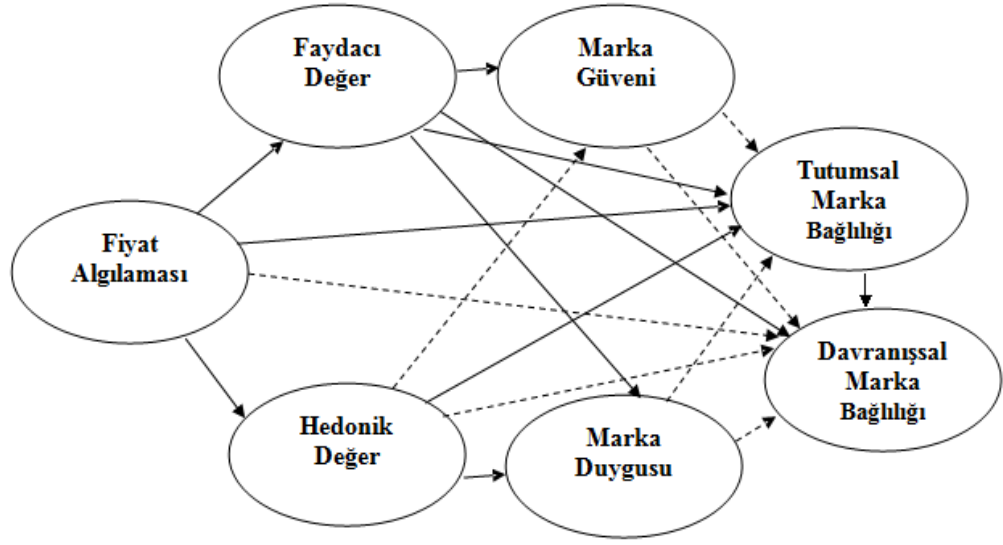 Faydacı
Değer
Marka
Güveni
Tutumsal
Marka
Bağlılığı
Fiyat
Algılaması
Davranışsal
Marka
Bağlılığı
Hedonik
Değer
Marka
Duygusu